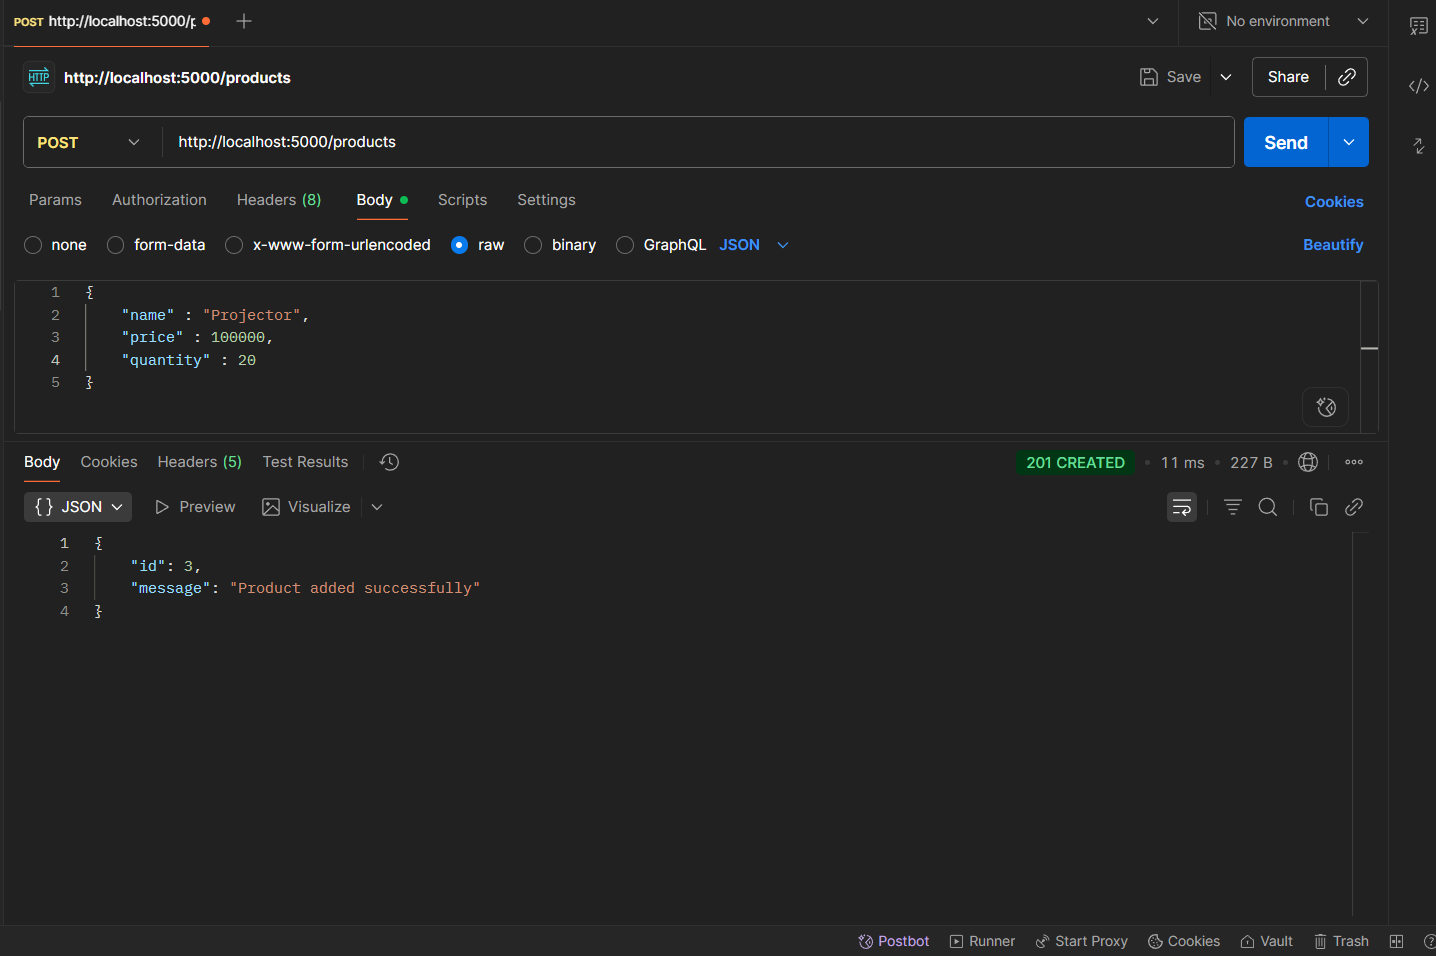 POST http://localhost:5000/p
No environment
HTTP http://localhost:5000/products
Save
Share
POST http://localhost:5000/products
Send
Params Authorization Headers (8) Body Scripts Settings Cookies
none form-data x-www-form-urlencoded raw binary GraphQL JSON Beautify
1 {
2 "name" : "Projector",
3 "price" : 100000,
4 "quantity" : 20
5 }
Body Cookies Headers (5) Test Results 201 CREATED • 11 ms • 227 B •
{} JSON Preview Visualize
1 {
2 "id": 3,
3 "message": "Product added successfully"
4 }
Postbot Runner Start Proxy Cookies Vault Trash